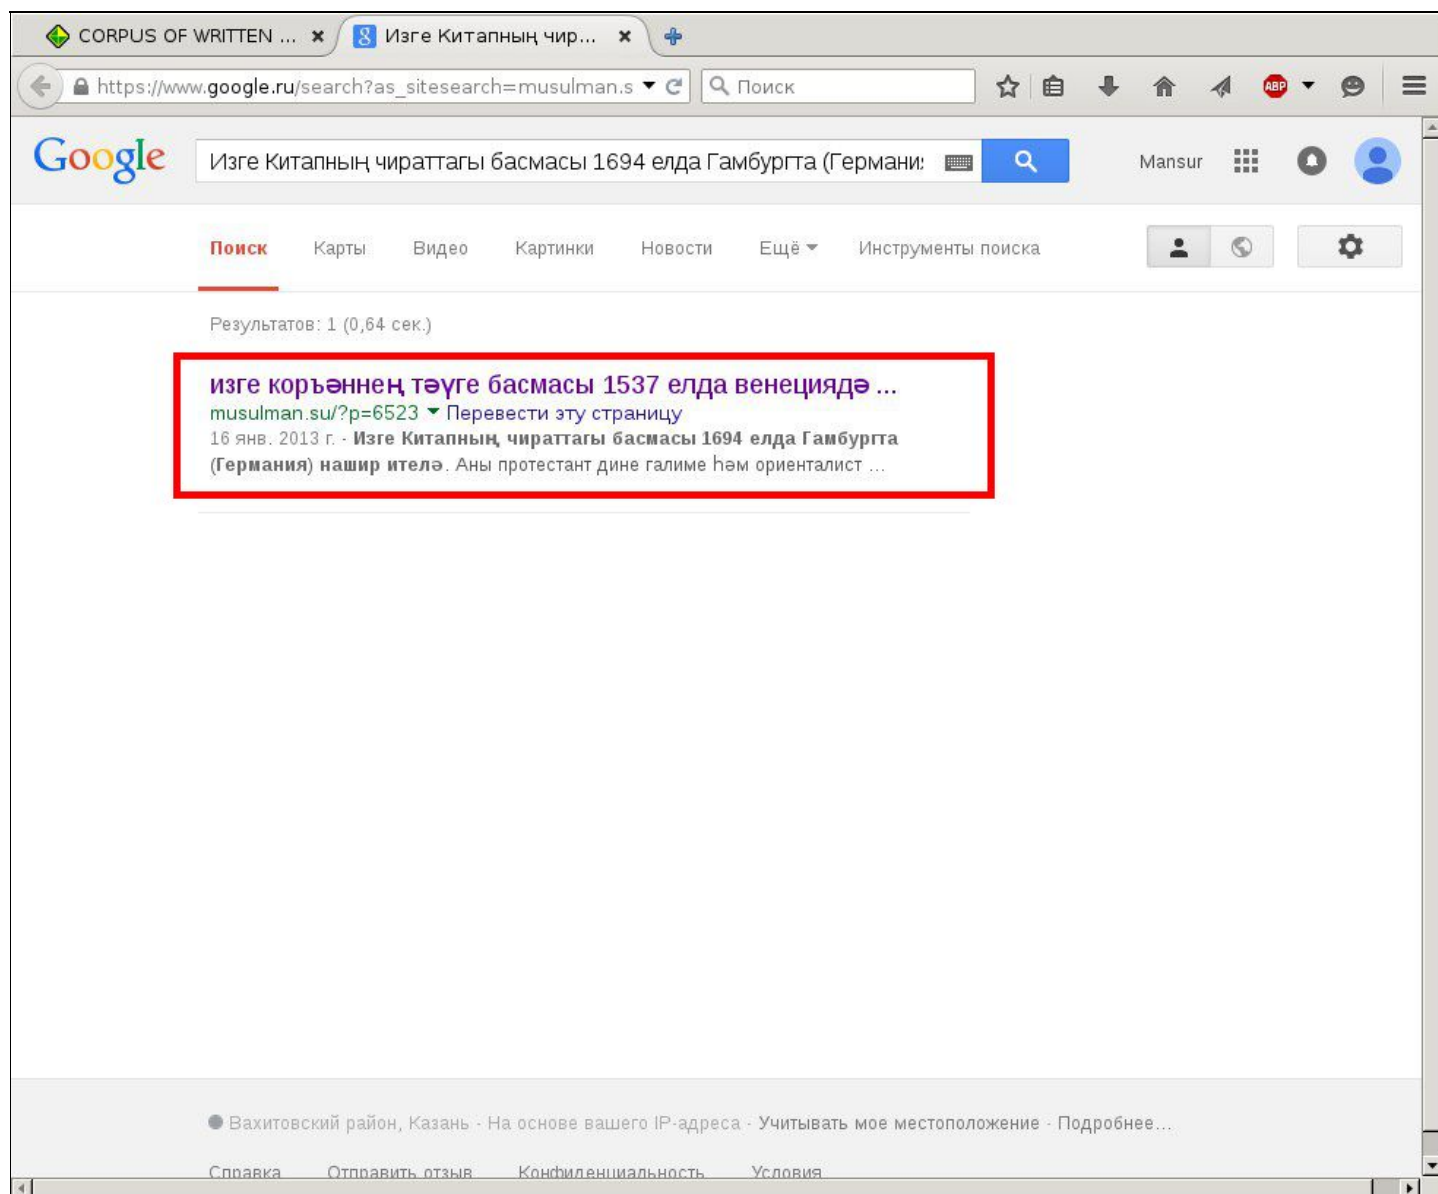 CORPUS OF WRITTEN ...
Изге Китапның чир...
https://www.google.ru/search?as_sitesearch=musulman.s
Поиск
ABP
Google
Изге Китапның чираттагы басмасы 1694 елда Гамбургта (Германи
Mansur
Поиск Карты Видео Картинки Новости Ещё Инструменты поиска
Результатов: 1 (0,64 сек.)
изге коръәннең тәүге басмасы 1537 елда венециядә ...
musulman.su/?p=6523 Перевести эту страницу
16 янв. 2013 г. - Изге Китапның чираттагы басмасы 1694 елда Гамбургта
(Германия) нашир ителә. Аны протестант дине галиме һәм ориенталист ...
Вахитовский район, Казань - На основе вашего IP-адреса - Учитывать мое местоположение - Подробнее...
Справка Отправить отзыв Конфиденциальность Условия